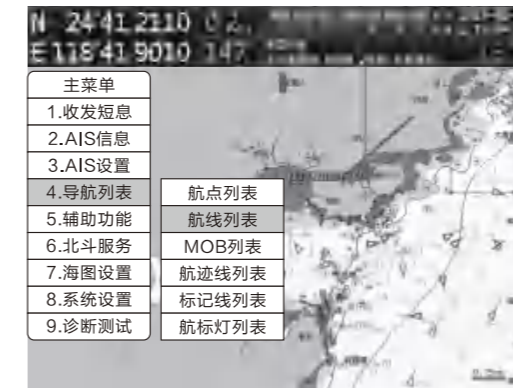 N 24 41.2110
E 118 41.9010
主菜单
1.收发短息
2.AIS信息
3.AIS设置
4.导航列表
5.辅助功能
6.北斗服务
7.海图设置
8.系统设置
9.诊断测试
航点列表
航线列表
MOB列表
航迹线列表
标记线列表
航标灯列表